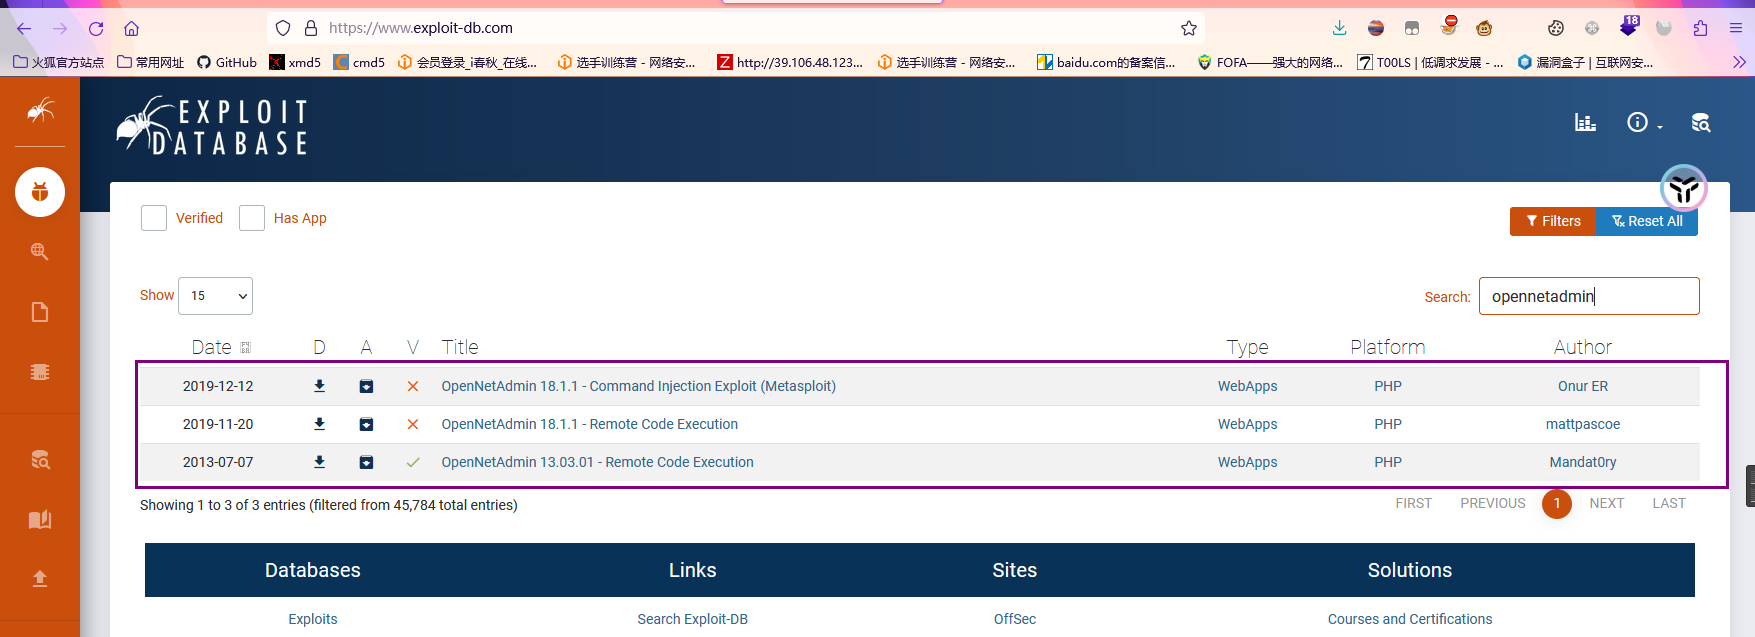 https://www.exploit-db.com
18
火狐官方站点 常用网址 GitHub xmd5 cmd5 会员登录_i春秋_在线... 选手训练营 - 网络安... http://39.106.48.123... 选手训练营 - 网络安... baidu.com的备案信... FOFA——强大的网络... T00LS | 低调求发展 - ... 漏洞盒子 | 互联网安...
EXPLOIT
DATABASE
Verified Has App
Filters Reset All
Show 15 Search: opennetadmin
Date D A V Title Type Platform Author
2019-12-12 OpenNetAdmin 18.1.1 - Command Injection Exploit (Metasploit) WebApps PHP Onur ER
2019-11-20 OpenNetAdmin 18.1.1 - Remote Code Execution WebApps PHP mattpascoe
2013-07-07 OpenNetAdmin 13.03.01 - Remote Code Execution WebApps PHP Mandat0ry
Showing 1 to 3 of 3 entries (filtered from 45,784 total entries) FIRST PREVIOUS 1 NEXT LAST
Databases Links Sites Solutions
Exploits Search Exploit-DB OffSec Courses and Certifications